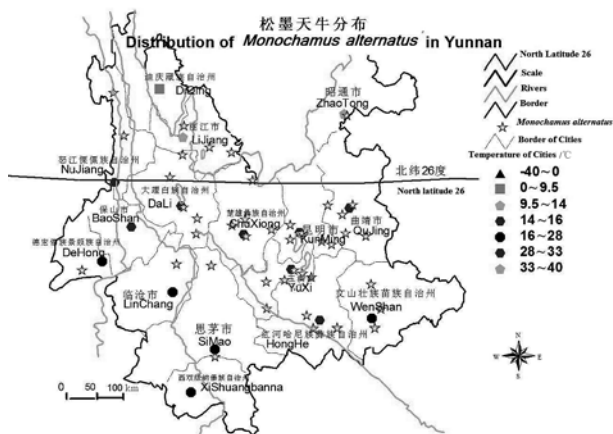 松墨天牛分布
Distribution of Monochamus alternatus in Yunnan
North Latitude 26
Scale
Rivers
Border
Monochamus alternatus
Border of Cities
Temperature of Cities /℃
-40～0
0～9.5
9.5～14
14～16
16～28
28～33
33～40
迪庆藏族自治州
DiQing
昭通市
ZhaoTong
丽江市
LiJiang
怒江傈僳族自治州
NuJiang
北纬26度
North latitude 26
大理白族自治州
DaLi
保山市
BaoShan
楚雄彝族自治州
ChuXiong
昆明市
KunMing
曲靖市
QuJing
德宏傣族景颇族自治州
DeHong
YuXi
临沧市
LinChang
文山壮族苗族自治州
WenShan
思茅市
SiMao
红河哈尼族彝族自治州
HongHe
西双版纳傣族自治州
XiShuangbanna
0 50 100 km
N
W E
S